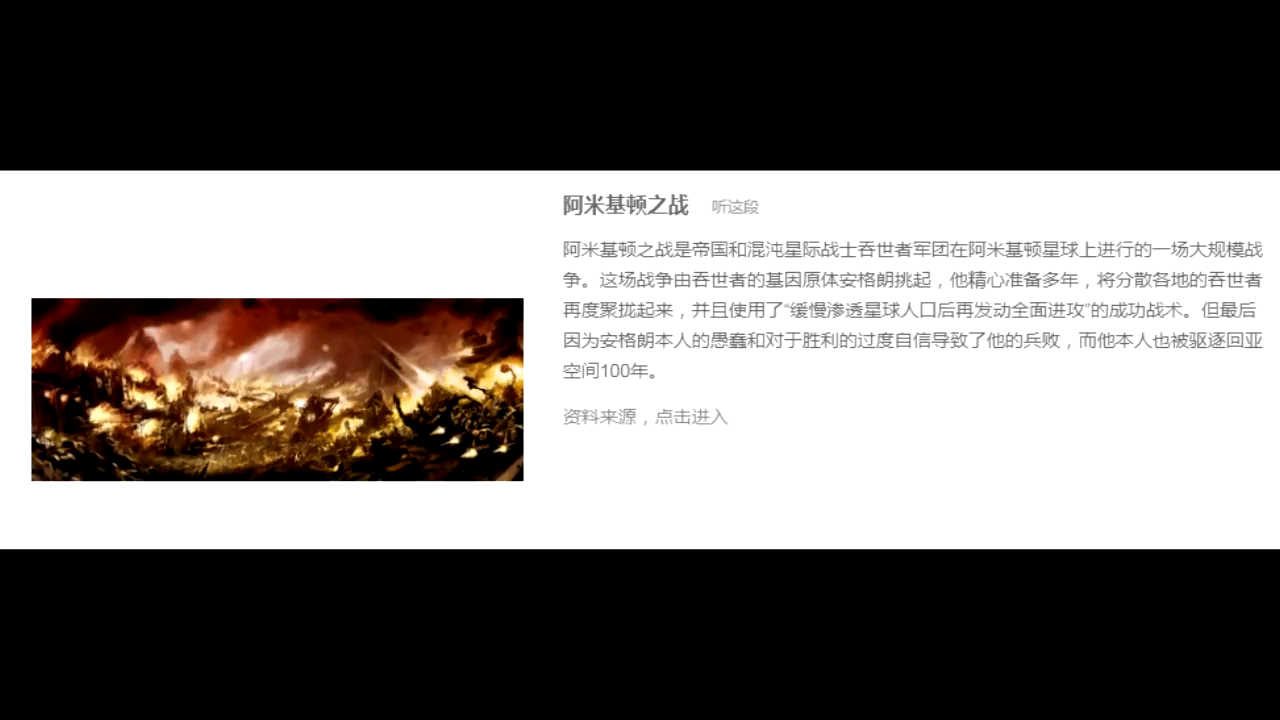 阿米基顿之战 听这段
阿米基顿之战是帝国和混沌星际战士吞世者军团在阿米基顿星球上进行的一场大规模战
争。这场战争由吞世者的基因原体安格朗挑起，他精心准备多年，将分散各地的吞世者
再度聚拢起来，并且使用了“缓慢渗透星球人口后再发动全面进攻”的成功战术。但最后
因为安格朗本人的愚蠢和对于胜利的过度自信导致了他的兵败，而他本人也被驱逐回亚
空间100年。
资料来源，点击进入